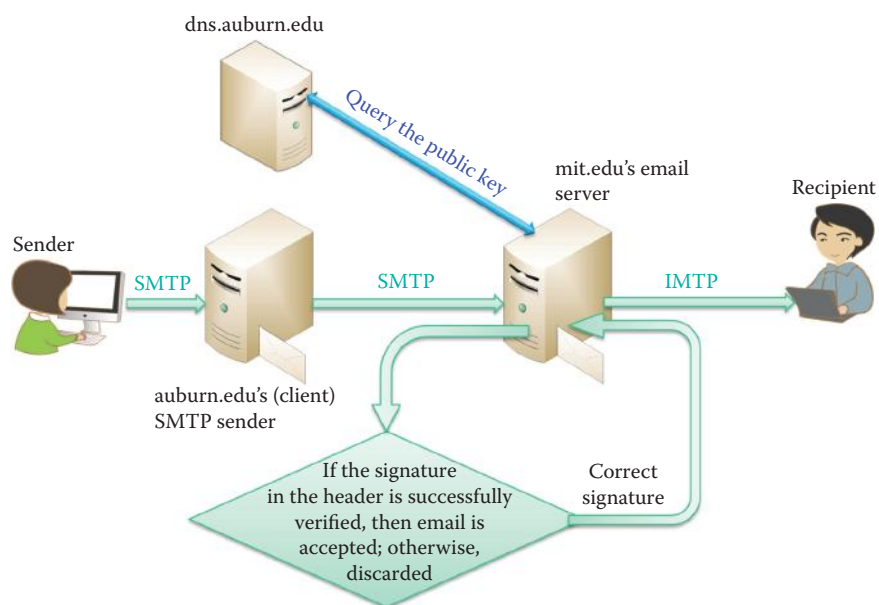 dns.auburn.edu
Query the public key
mit.edu's email
server
Recipient
Sender
SMTP
SMTP
IMTP
auburn.edu's (client)
SMTP sender
If the signature
in the header is successfully
verified, then email is
accepted; otherwise,
discarded
Correct
signature